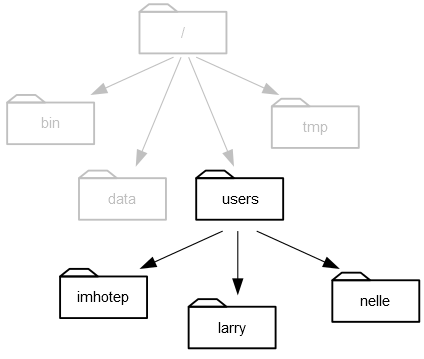 /
bin
tmp
data
users
imhotep
larry
nelle